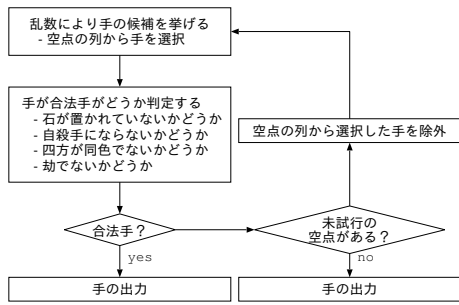 乱数により手の候補を挙げる
- 空点の列から手を選択
手が合法手がどうか判定する
- 石が置かれていないかどうか
- 自殺手にならないかどうか
- 四方が同色でないかどうか
- 劫でないかどうか
空点の列から選択した手を除外
合法手？
未試行の
空点がある？
yes
no
手の出力
手の出力